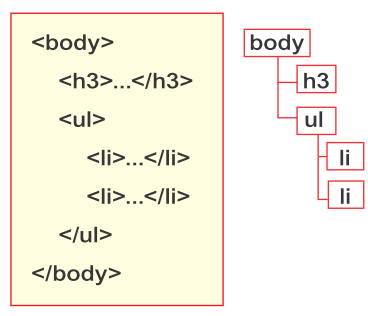 <body>
<h3>...</h3>
<ul>
<li>...</li>
<li>...</li>
</ul>
</body>
body
h3
ul
li
li